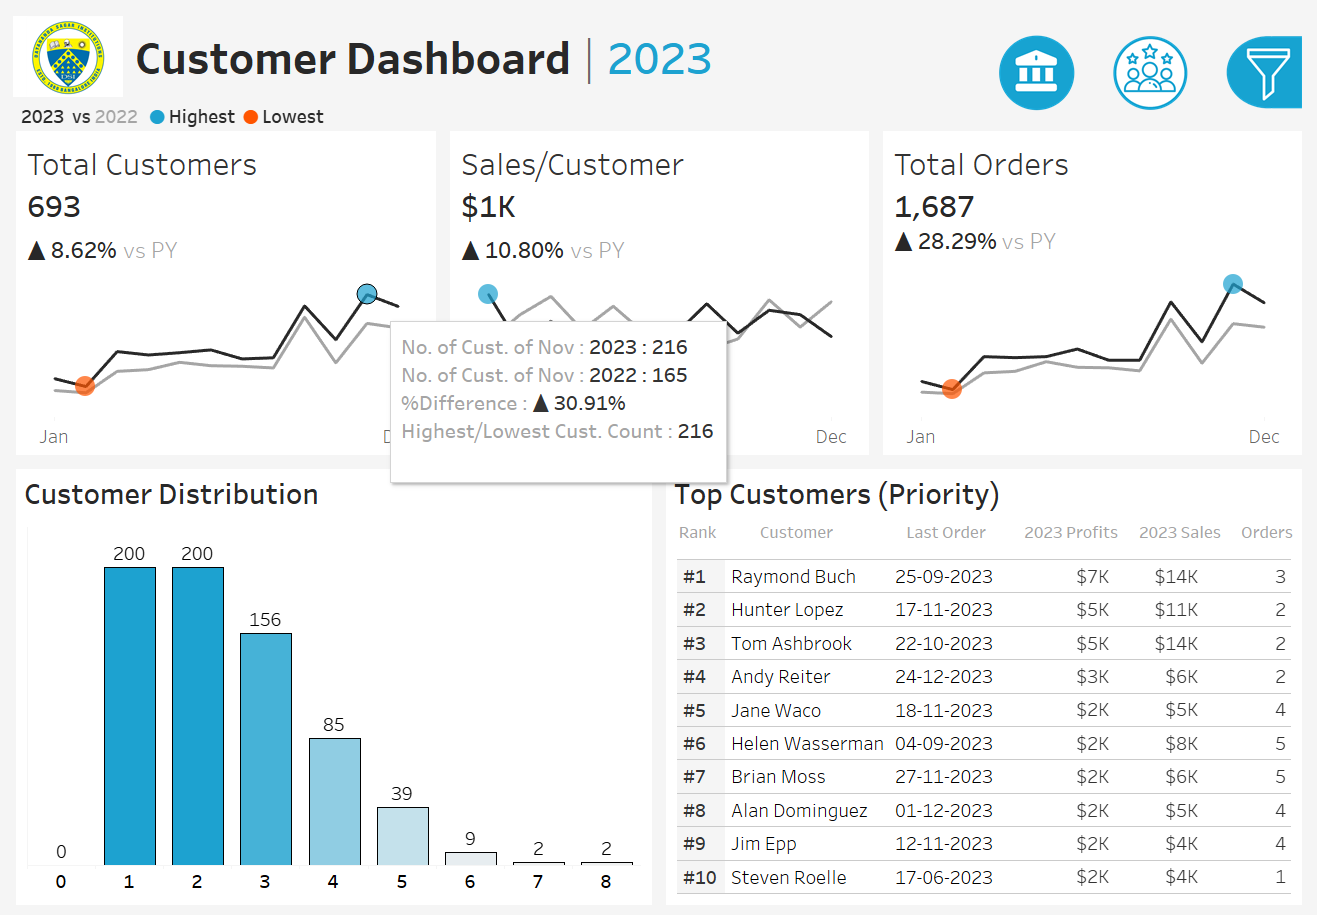 Customer Dashboard | 2023
2023 vs 2022 Highest Lowest
Total Customers
693
▲ 8.62% vs PY
Jan
Sales/Customer
$1K
▲ 10.80% vs PY
Dec
Total Orders
1,687
▲ 28.29% vs PY
Jan Dec
No. of Cust. of Nov : 2023 : 216
No. of Cust. of Nov : 2022 : 165
%Difference : ▲ 30.91%
Highest/Lowest Cust. Count : 216
Customer Distribution
200 200
156
85
39
9
2 2
0
0 1 2 3 4 5 6 7 8
Top Customers (Priority)
Rank Customer Last Order 2023 Profits 2023 Sales Orders
#1 Raymond Buch 25-09-2023 $7K $14K 3
#2 Hunter Lopez 17-11-2023 $5K $11K 2
#3 Tom Ashbrook 22-10-2023 $5K $14K 2
#4 Andy Reiter 24-12-2023 $3K $6K 2
#5 Jane Waco 18-11-2023 $2K $5K 4
#6 Helen Wasserman 04-09-2023 $2K $8K 5
#7 Brian Moss 27-11-2023 $2K $6K 5
#8 Alan Dominguez 01-12-2023 $2K $5K 4
#9 Jim Epp 12-11-2023 $2K $4K 4
#10 Steven Roelle 17-06-2023 $2K $4K 1